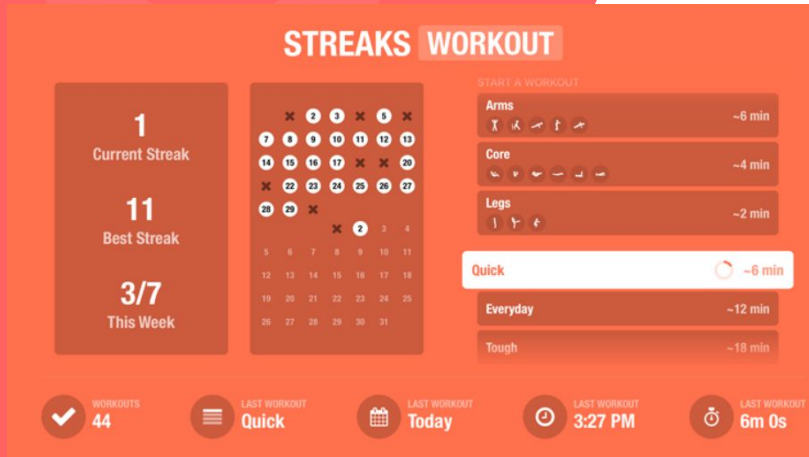 STREAKS WORKOUT
1
Current Streak
11
Best Streak
3/7
This Week
2 3 5
7 8 9 10 11 12 13
14 15 16 17 20
22 23 24 25 26 27
28 29
2 3 4
5 6 7 8 9 10 11
12 13 14 15 16 17 18
19 20 21 22 23 24 25
26 27 28 29 30 31
START A WORKOUT
Arms ~6 min
Core ~4 min
Legs ~2 min
Quick ~6 min
Everyday ~12 min
Tough ~18 min
WORKOUTS
44
LAST WORKOUT
Quick
LAST WORKOUT
Today
LAST WORKOUT
3:27 PM
LAST WORKOUT
6m 0s